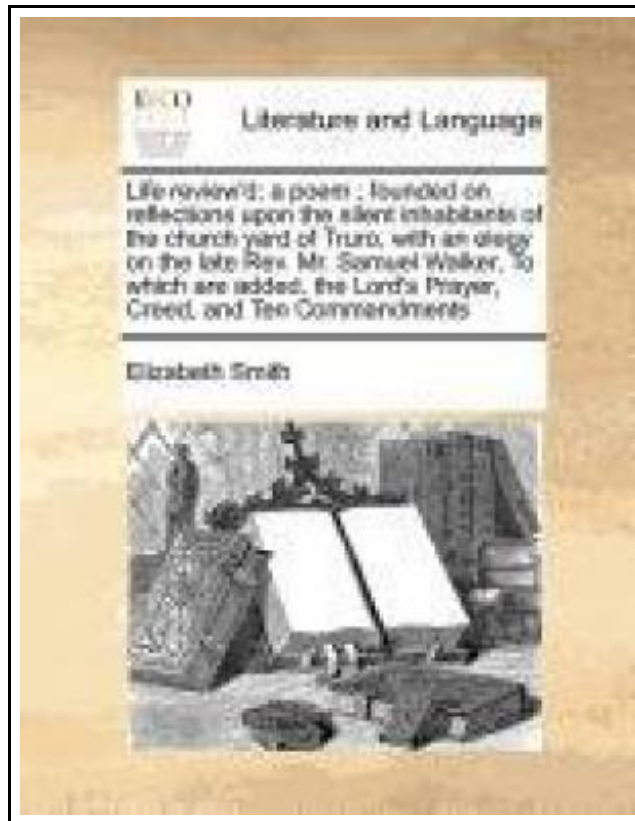 ECCO
Literature and Language
Life review'd: a poem ; founded on
reflections upon the silent inhabitants of
the church yard of Truro, with an elegy
on the late Rev. Mr. Samuel Walker, To
which are added, the Lord's Prayer,
Creed, and Ten Commandments
Elizabeth Smith